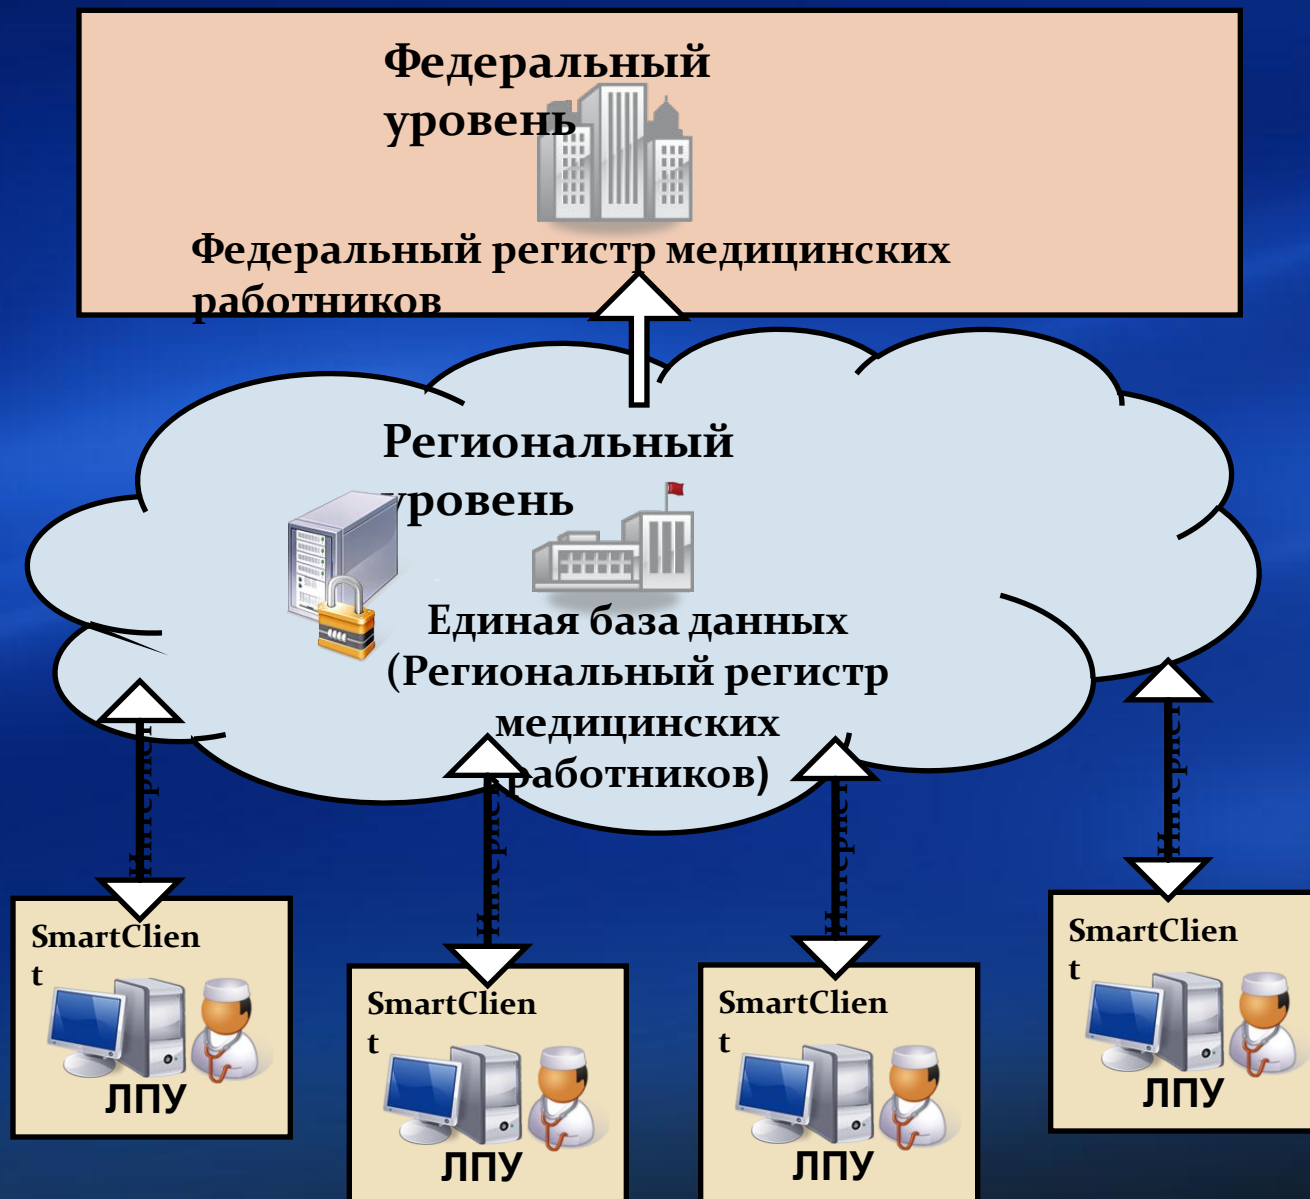 Федеральный
уровень
Федеральный регистр медицинских
работников
Региональный
уровень
Единая база данных
(Региональный регистр
медицинских
работников)
SmartClien
t
ЛПУ
SmartClien
t
ЛПУ
SmartClien
t
ЛПУ
SmartClien
t
ЛПУ